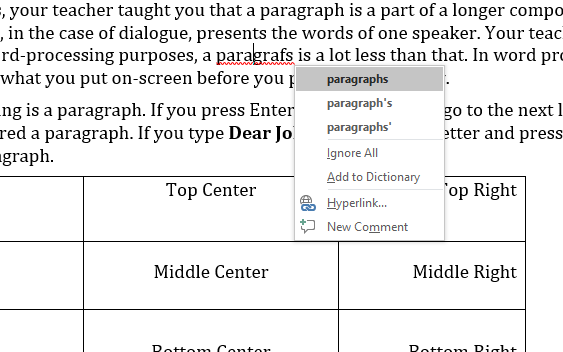 , your teacher taught you that a paragraph is a part of a longer compo
, in the case of dialogue, presents the words of one speaker. Your teac
rd-processing purposes, a paragrafs is a lot less than that. In word pro
what you put on-screen before you p
paragraphs
paragraph's
paragraphs'
Ignore All
Add to Dictionary
Hyperlink...
New Comment
ng is a paragraph. If you press Enter go to the next l
red a paragraph. If you type Dear Jo etter and press
agraph.
Top Center op Right
Middle Center Middle Right
Bottom Center Bottom Right